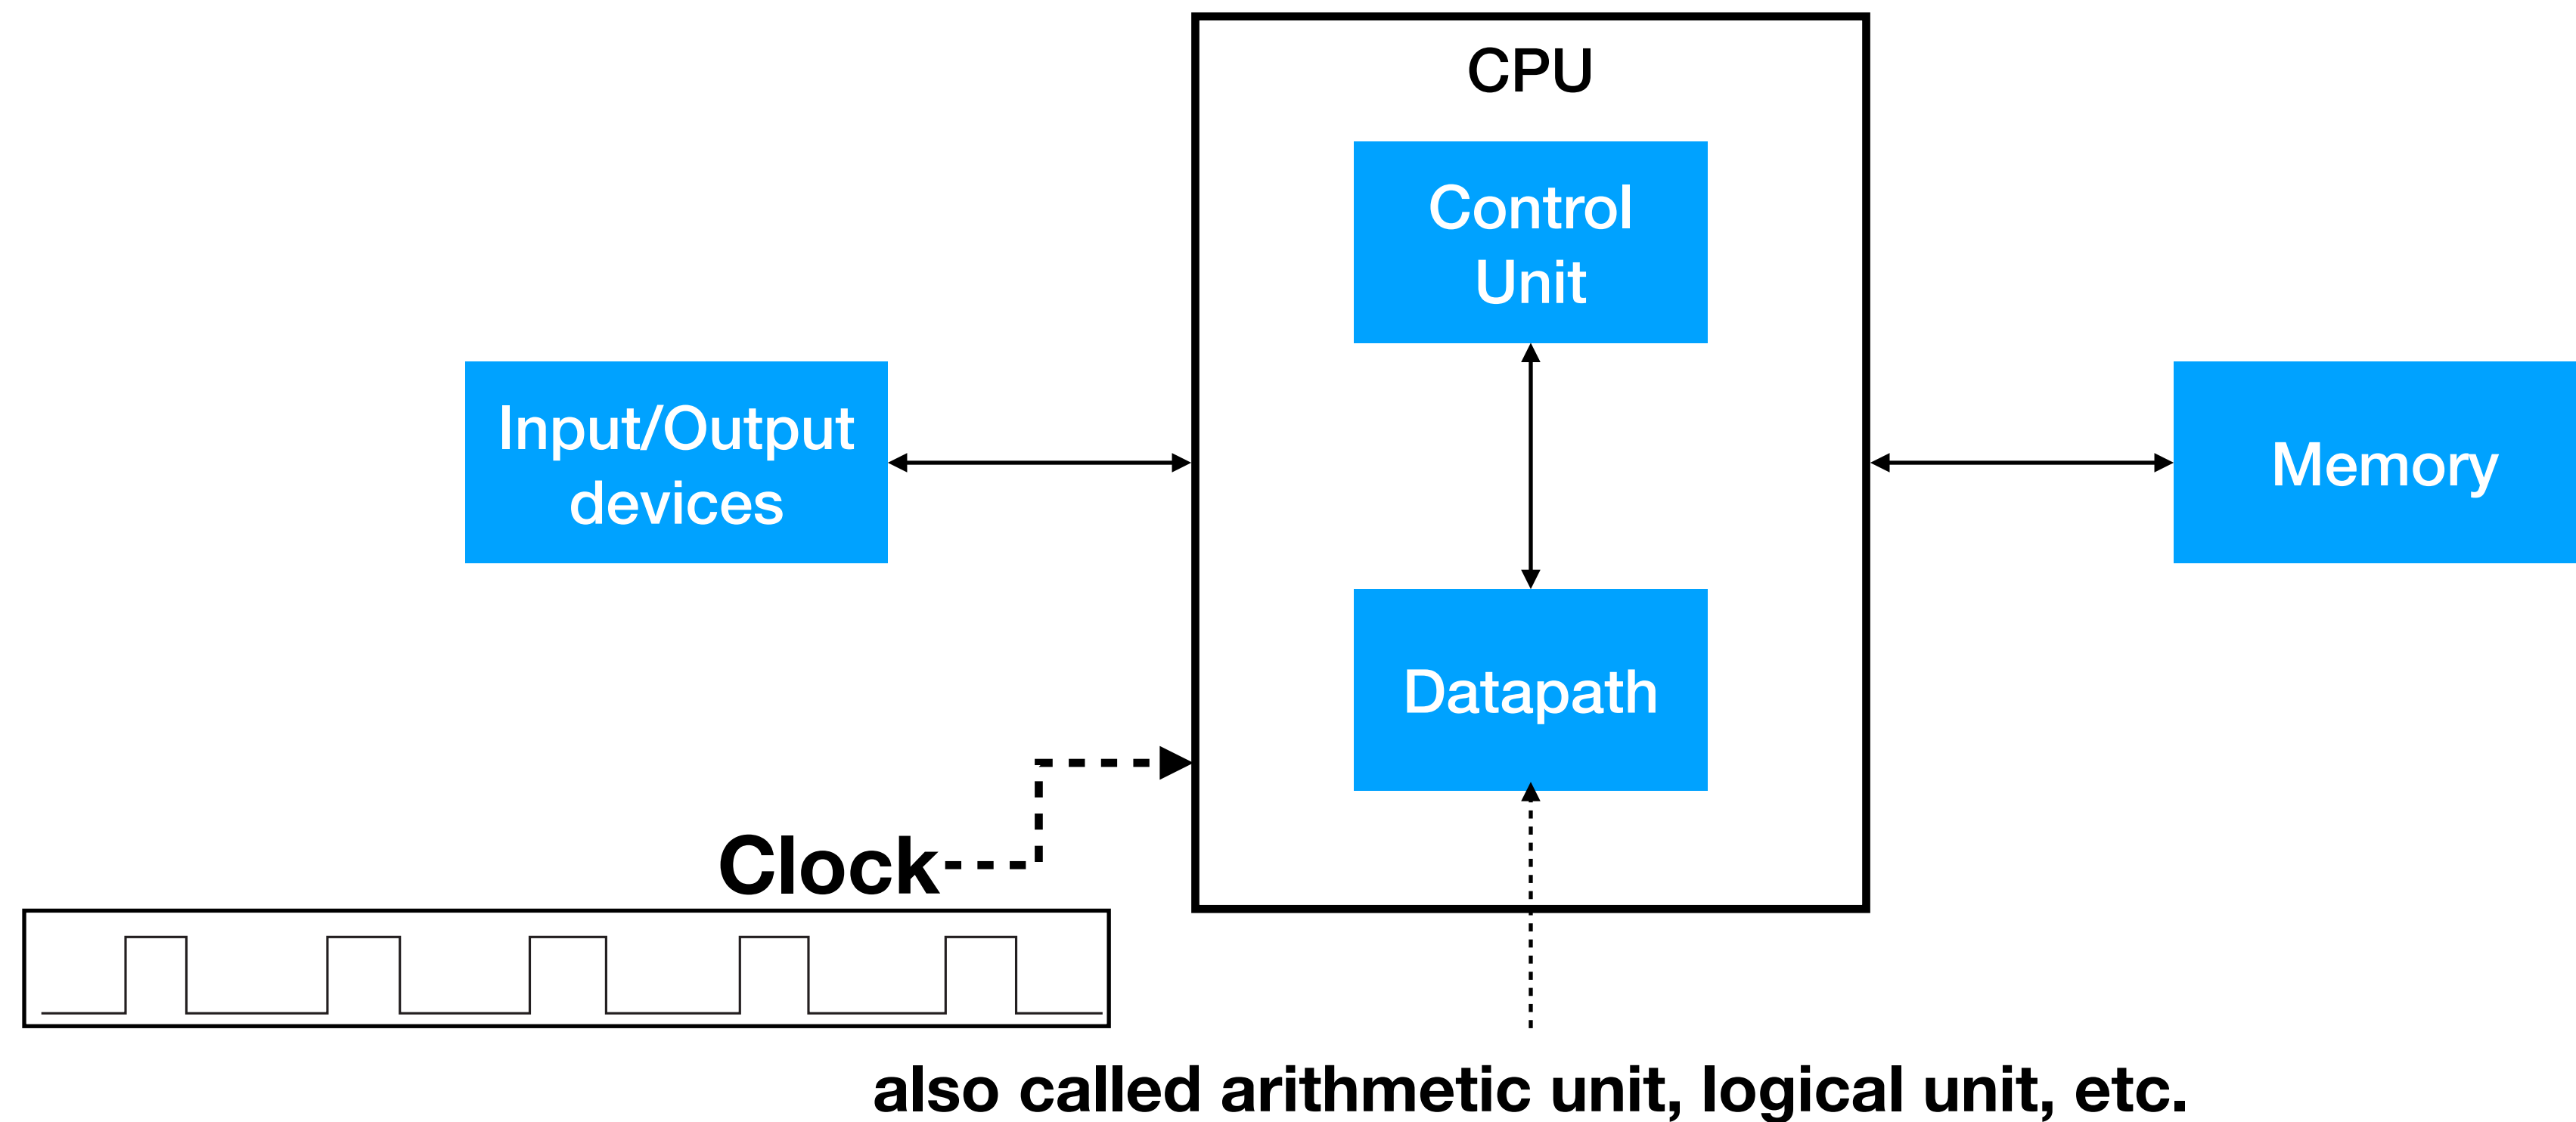 CPU
Control
Unit
Input/Output
devices
Memory
Datapath
Clock
also called arithmetic unit, logical unit, etc.